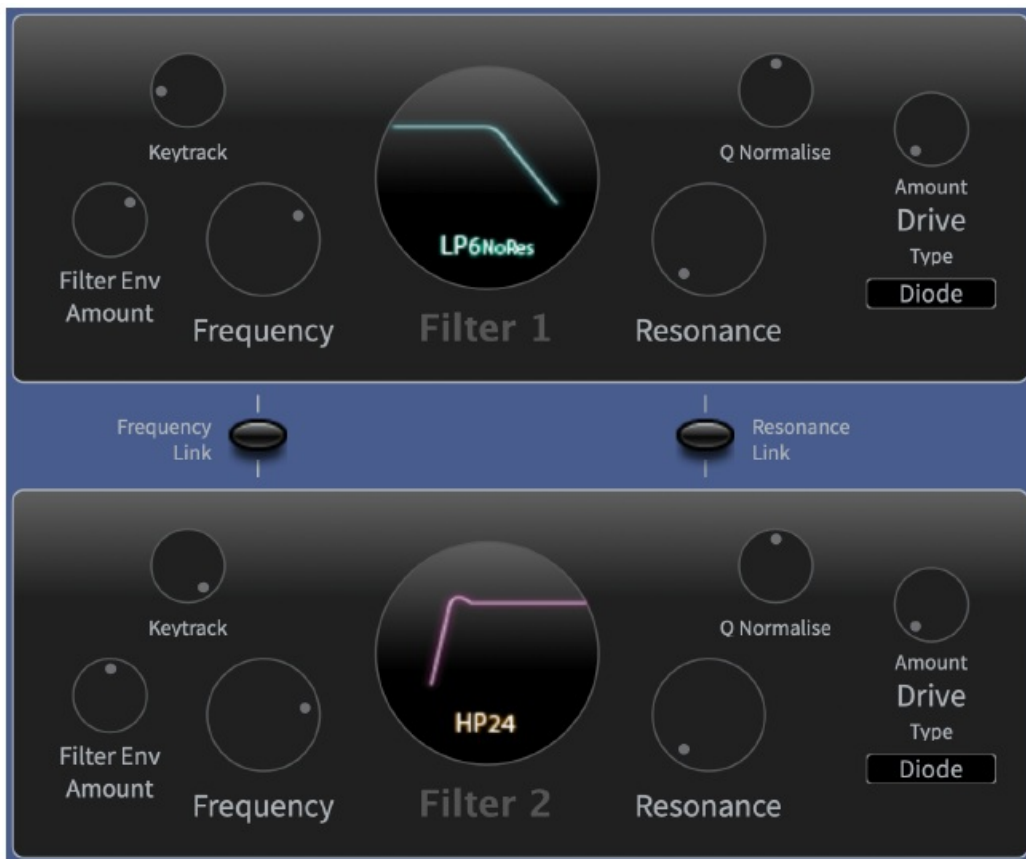 Keytrack
Q Normalise
Amount
Drive
Type
Diode
Filter Env
Amount
Frequency
LP6NoRes
Filter 1
Resonance
Frequency
Link
Resonance
Link
Keytrack
Q Normalise
Amount
Drive
Type
Diode
Filter Env
Amount
Frequency
HP24
Filter 2
Resonance